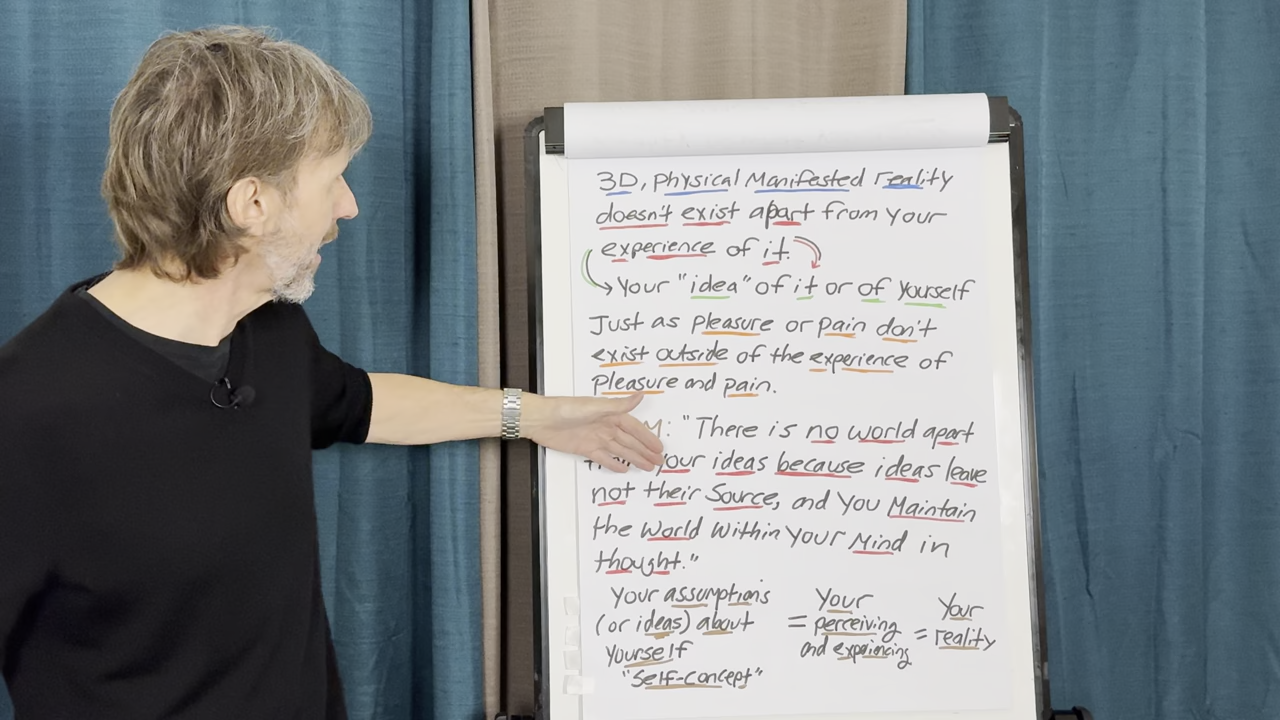 3D, Physical Manifested reality
doesn't exist apart from your
experience of it.
Your "idea" of it or of yourself
Just as pleasure or pain don't
exist outside of the experience of
pleasure and pain.
M: "There is no world apart
your ideas because ideas leave
not their Source, and you Maintain
the world within your Mind in
thought."
Your assumptions
(or ideas) about
yourself
"Self-concept"
= Your
perceiving
and expriencing
= Your
reality